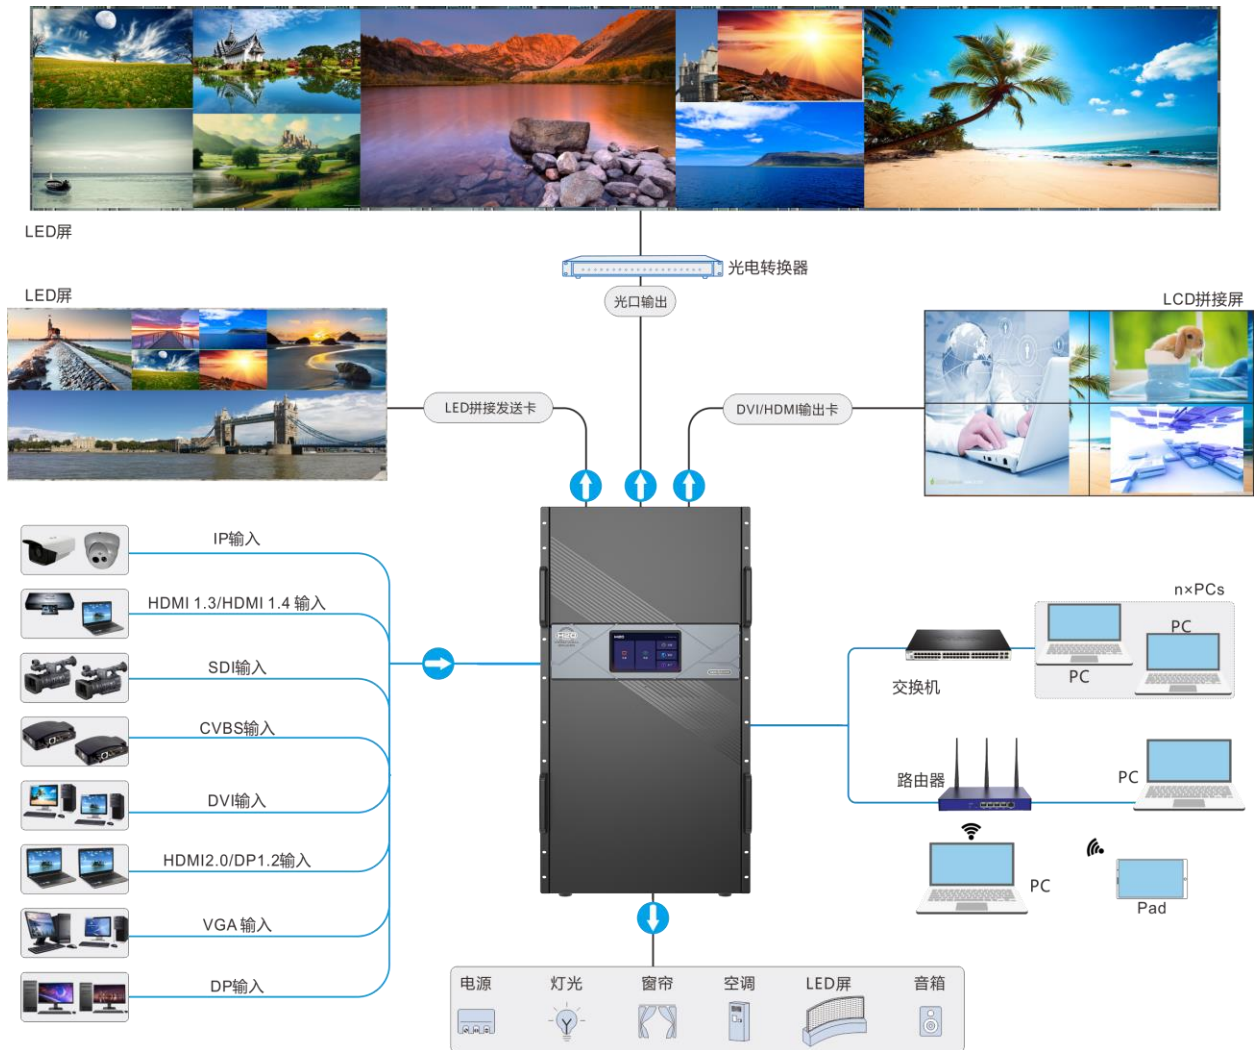 LED屏
光电转换器
光口输出
LED屏
LCD拼接屏
LED拼接发送卡
DVI/HDMI输出卡
IP输入
HDMI 1.3/HDMI 1.4 输入
SDI输入
CVBS输入
DVI输入
HDMI2.0/DP1.2输入
VGA 输入
DP输入
H20
n×PCs
PC
PC
交换机
路由器
PC
PC
Pad
电源
灯光
窗帘
空调
LED屏
音箱